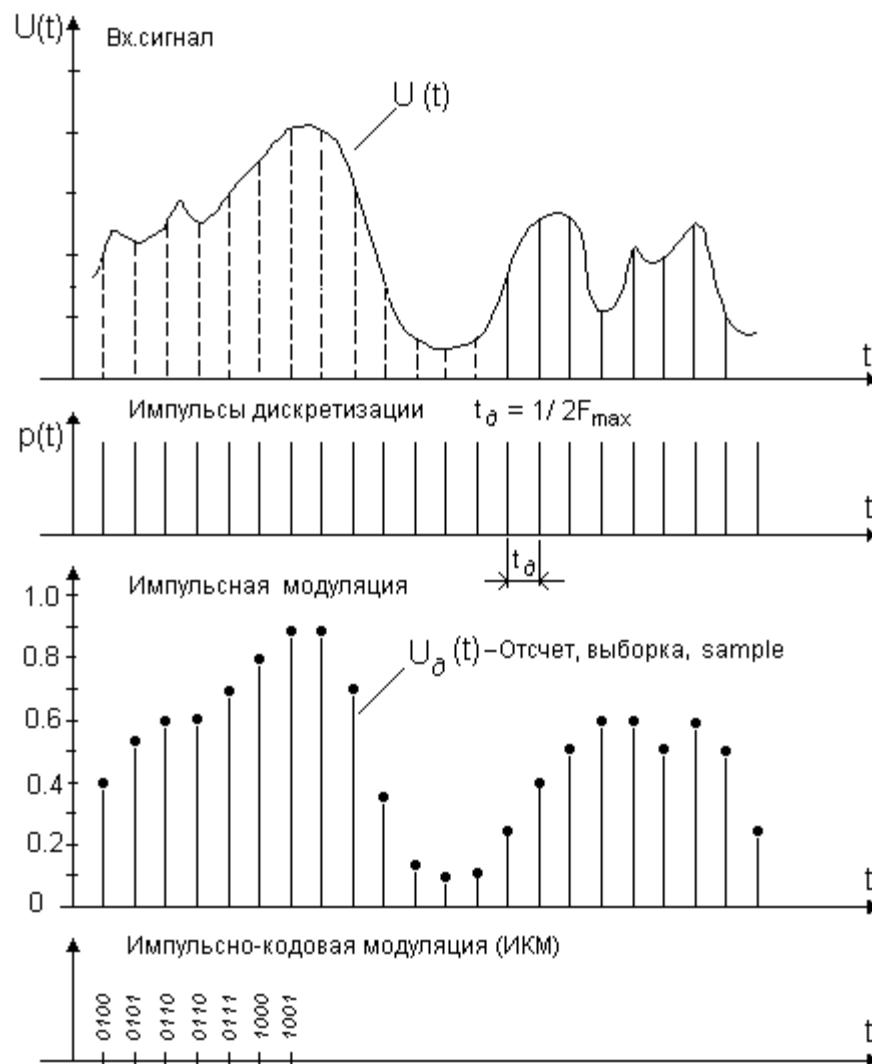 U(t)
Вх.сигнал
U (t)
t
Импульсы дискретизации t∂ = 1/ 2Fmax
p(t)
t
t∂
Импульсная модуляция
1.0
0.8
U∂ (t) – Отсчет, выборка, sample
0.6
0.4
0.2
0
t
Импульсно-кодовая модуляция (ИКМ)
0100
0101
0110
0110
0111
1000
1001
t